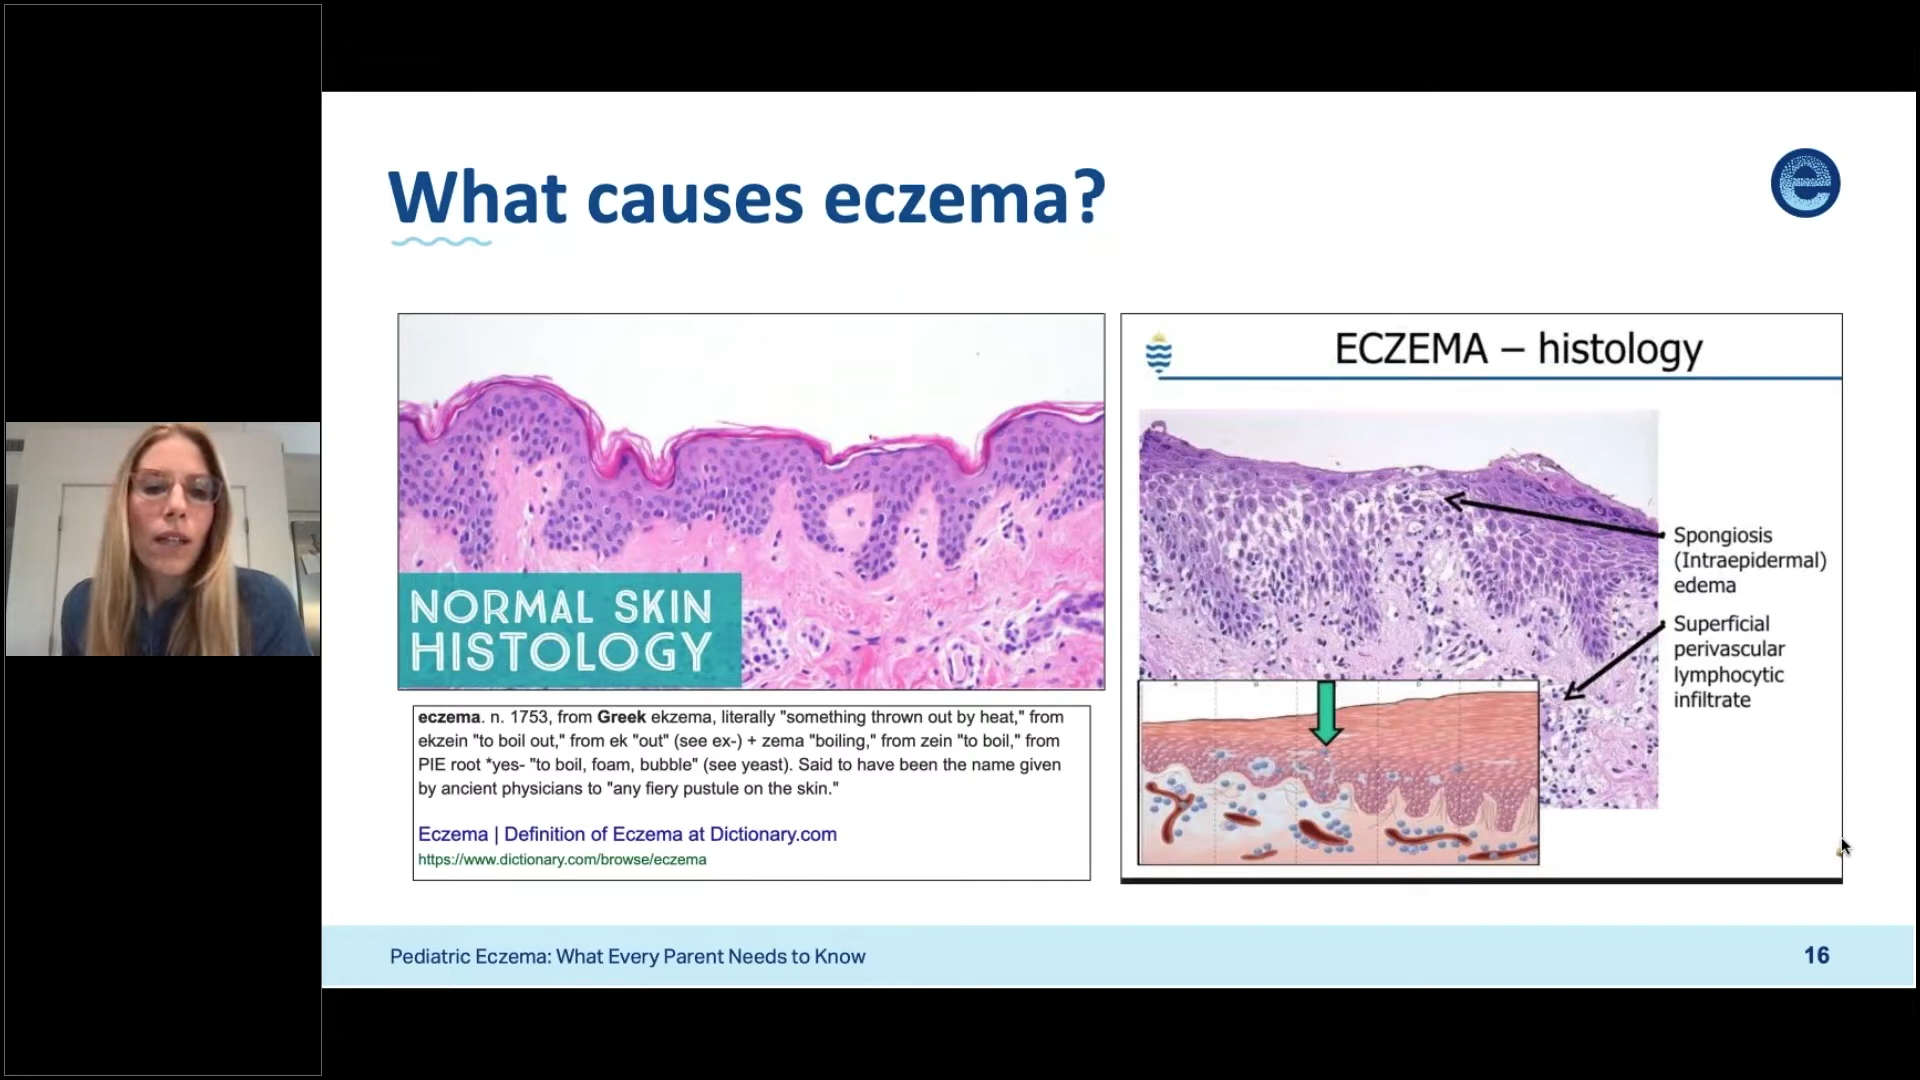 What causes eczema?
NORMAL SKIN
HISTOLOGY
eczema. n. 1753, from Greek ekzema, literally "something thrown out by heat," from
ekzein "to boil out," from ek "out" (see ex-) + zema "boiling," from zein "to boil," from
PIE root *yes- "to boil, foam, bubble" (see yeast). Said to have been the name given
by ancient physicians to "any fiery pustule on the skin."
Eczema | Definition of Eczema at Dictionary.com
https://www.dictionary.com/browse/eczema
ECZEMA – histology
Spongiosis
(Intraepidermal)
edema
Superficial
perivascular
lymphocytic
infiltrate
Pediatric Eczema: What Every Parent Needs to Know
16